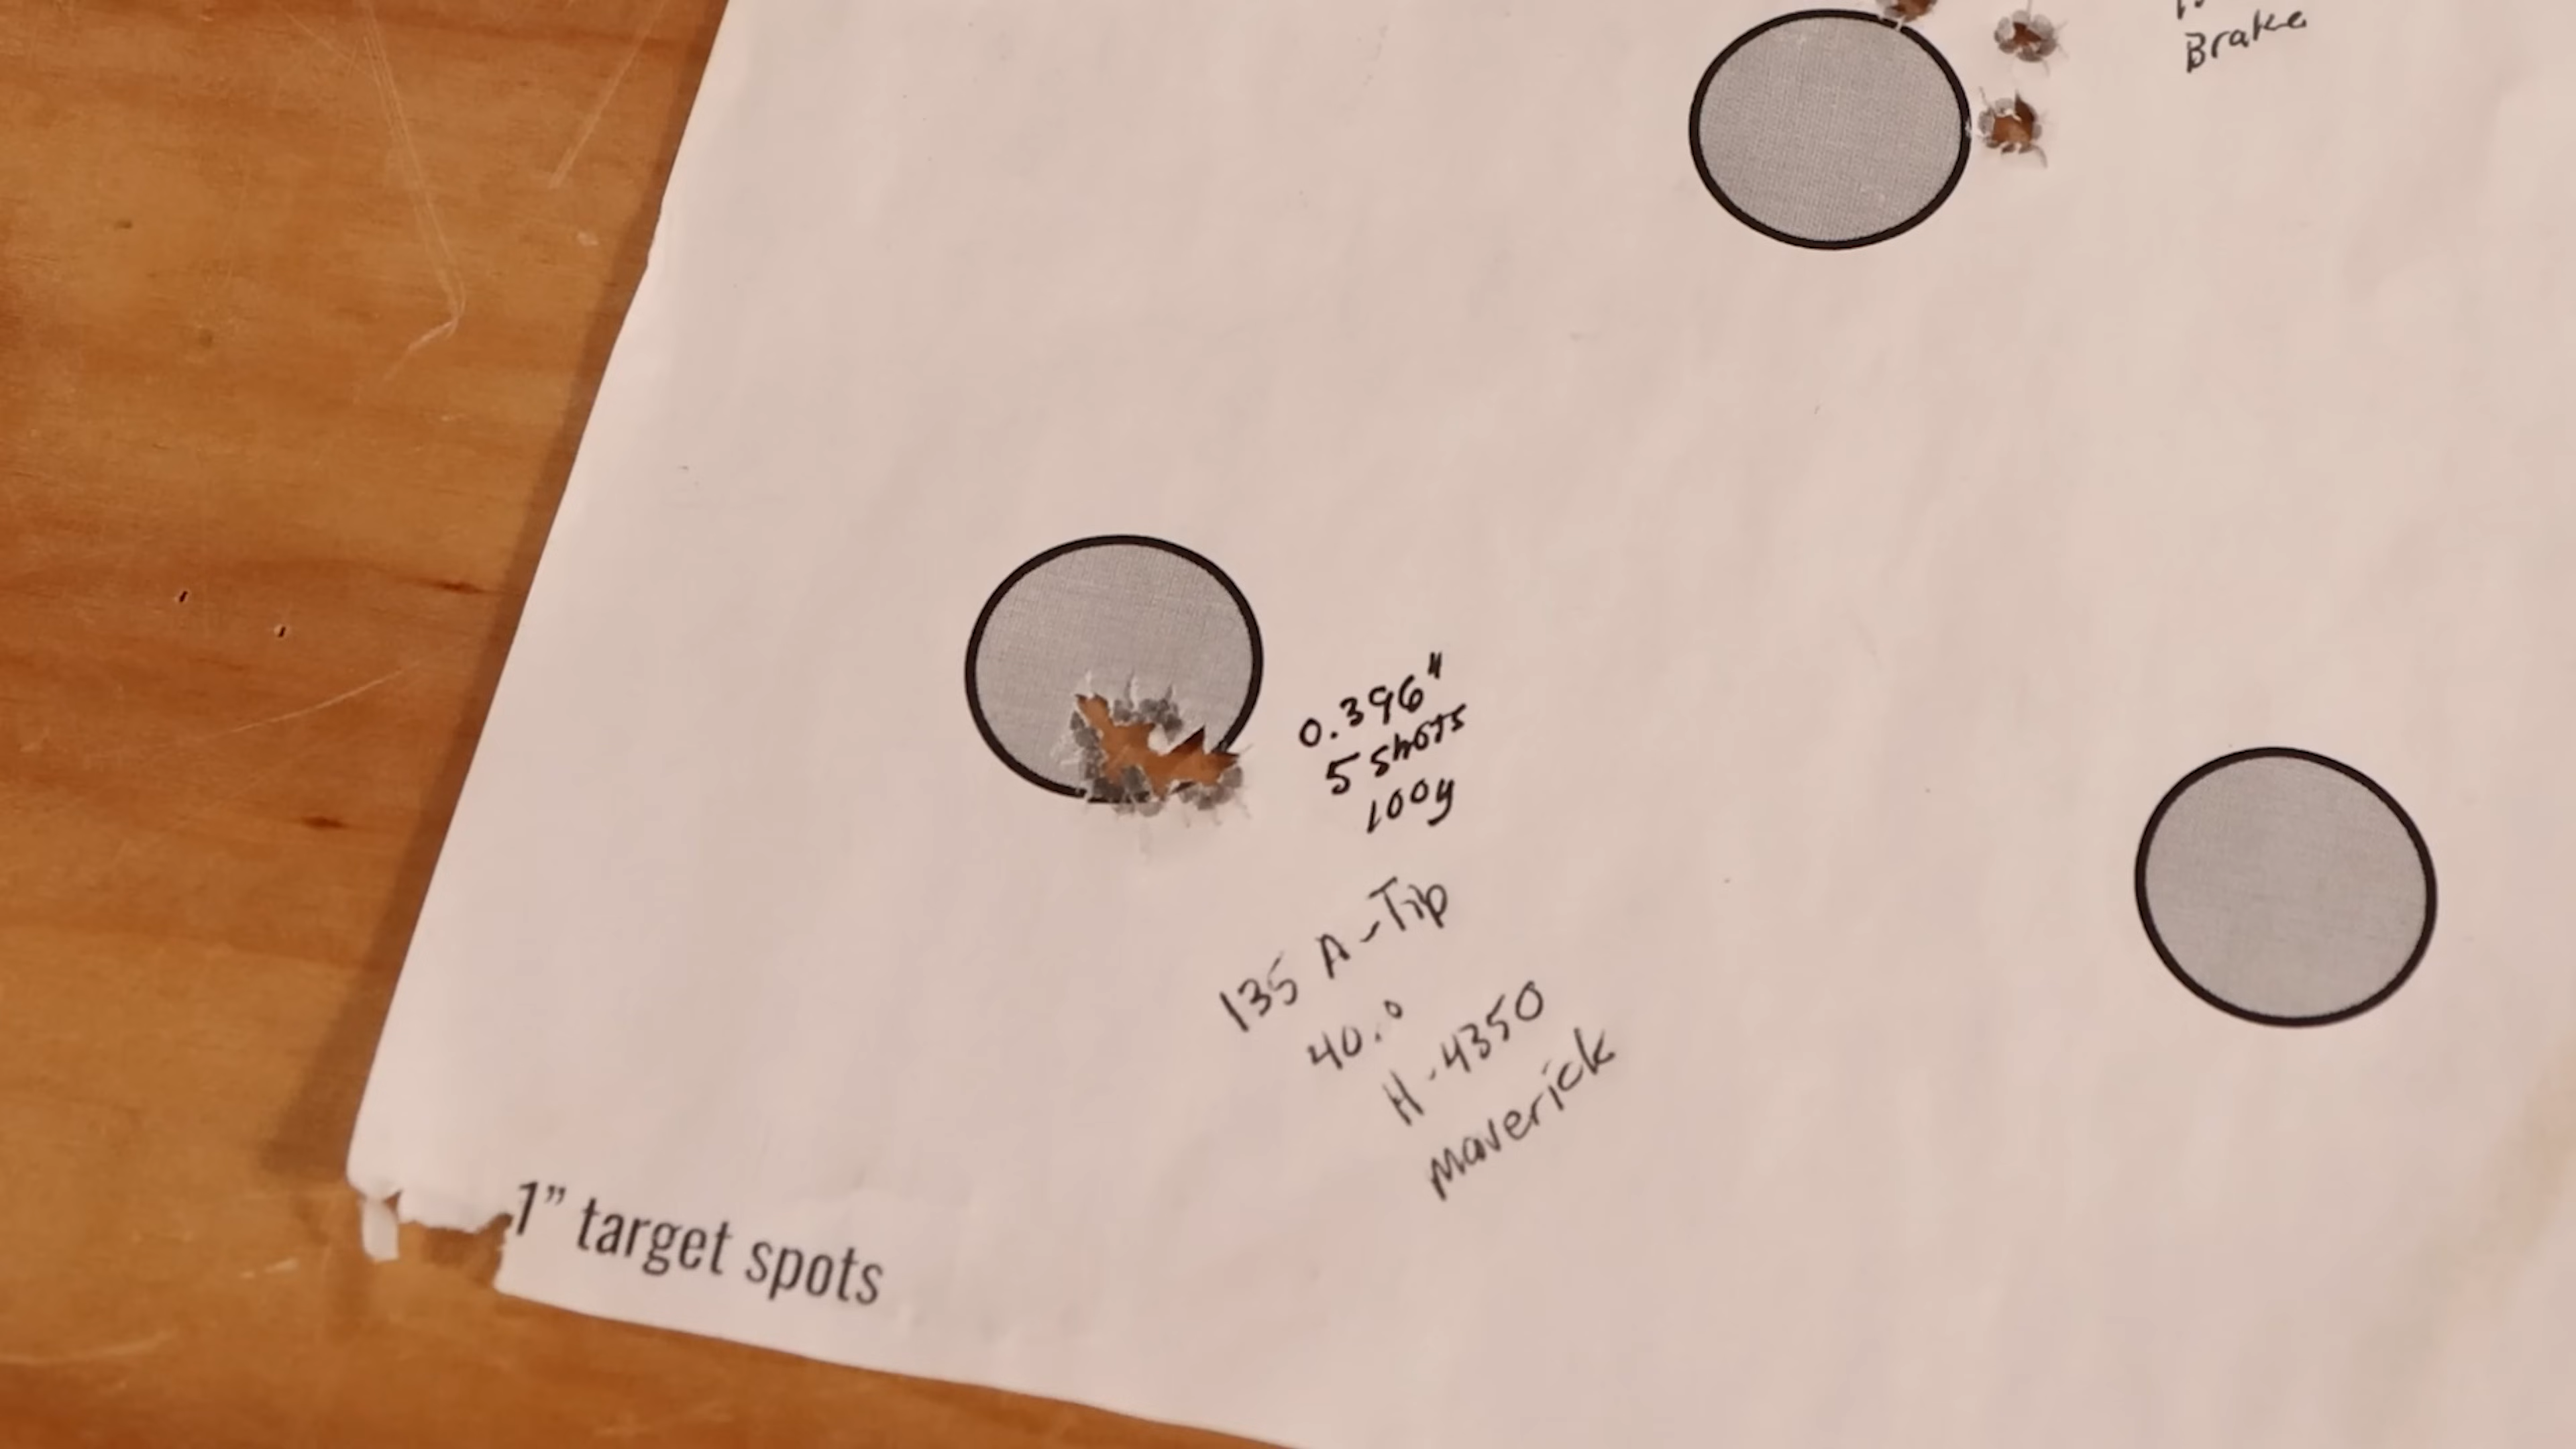 Brake
0.396"
5 shots
100y
135 A-Tip
40.0
H-4350
Maverick
1” target spots